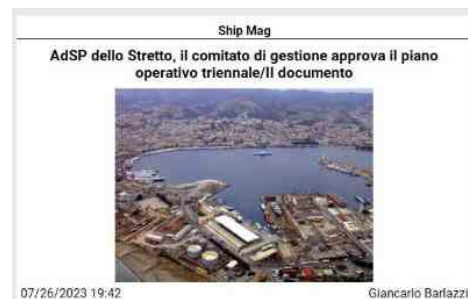 Ship Mag
AdSP dello Stretto, il comitato di gestione approva il piano
operativo triennale/Il documento
07/26/2023 19:42
Giancarlo Barlazzi